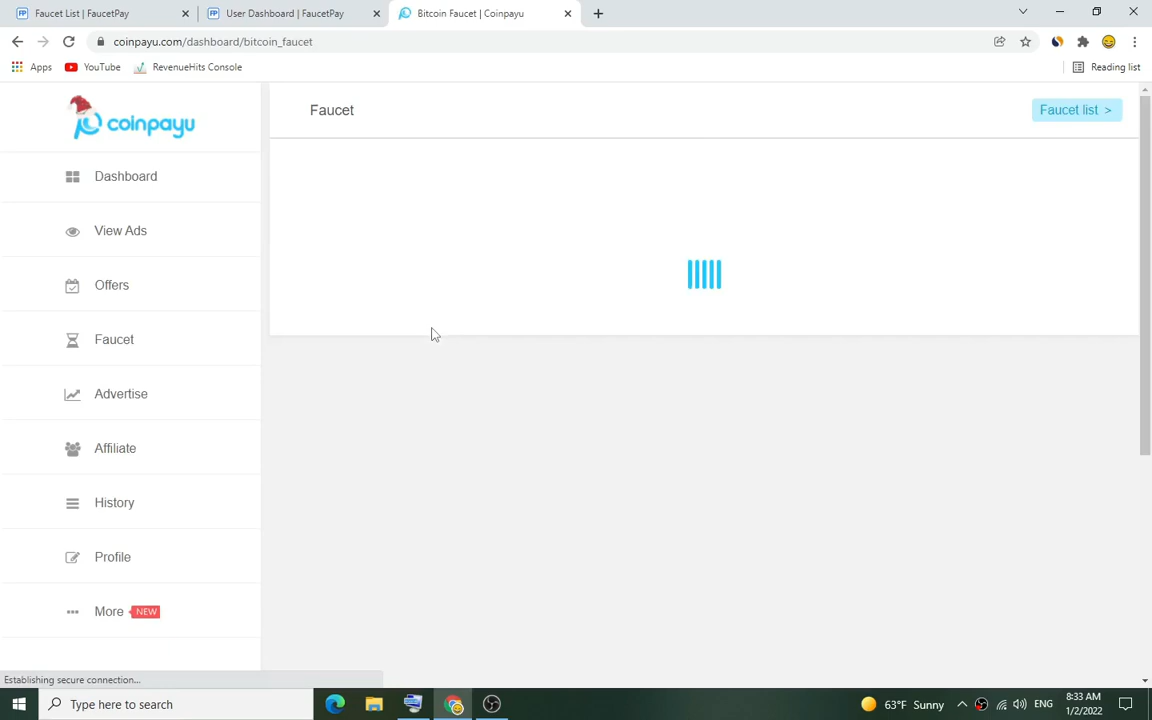 Faucet List | FaucetPay
User Dashboard | FaucetPay
Bitcoin Faucet | Coinpayu
coinpayu.com/dashboard/bitcoin_faucet
Apps
YouTube
RevenueHits Console
Reading list
coinpayu
Faucet
Faucet list >
Dashboard
View Ads
Offers
Faucet
Advertise
Affiliate
History
Profile
More NEW
Establishing secure connection...
Type here to search
63°F Sunny
ENG
8:33 AM
1/2/2022